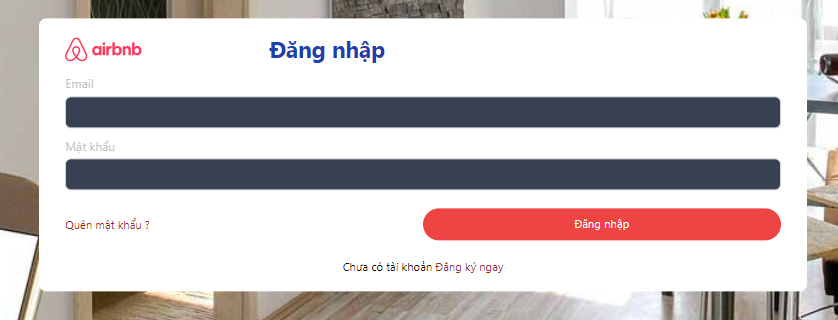 airbnb
Đăng nhập
Email
Mật khẩu
Quên mật khẩu ?
Đăng nhập
Chưa có tài khoản Đăng ký ngay